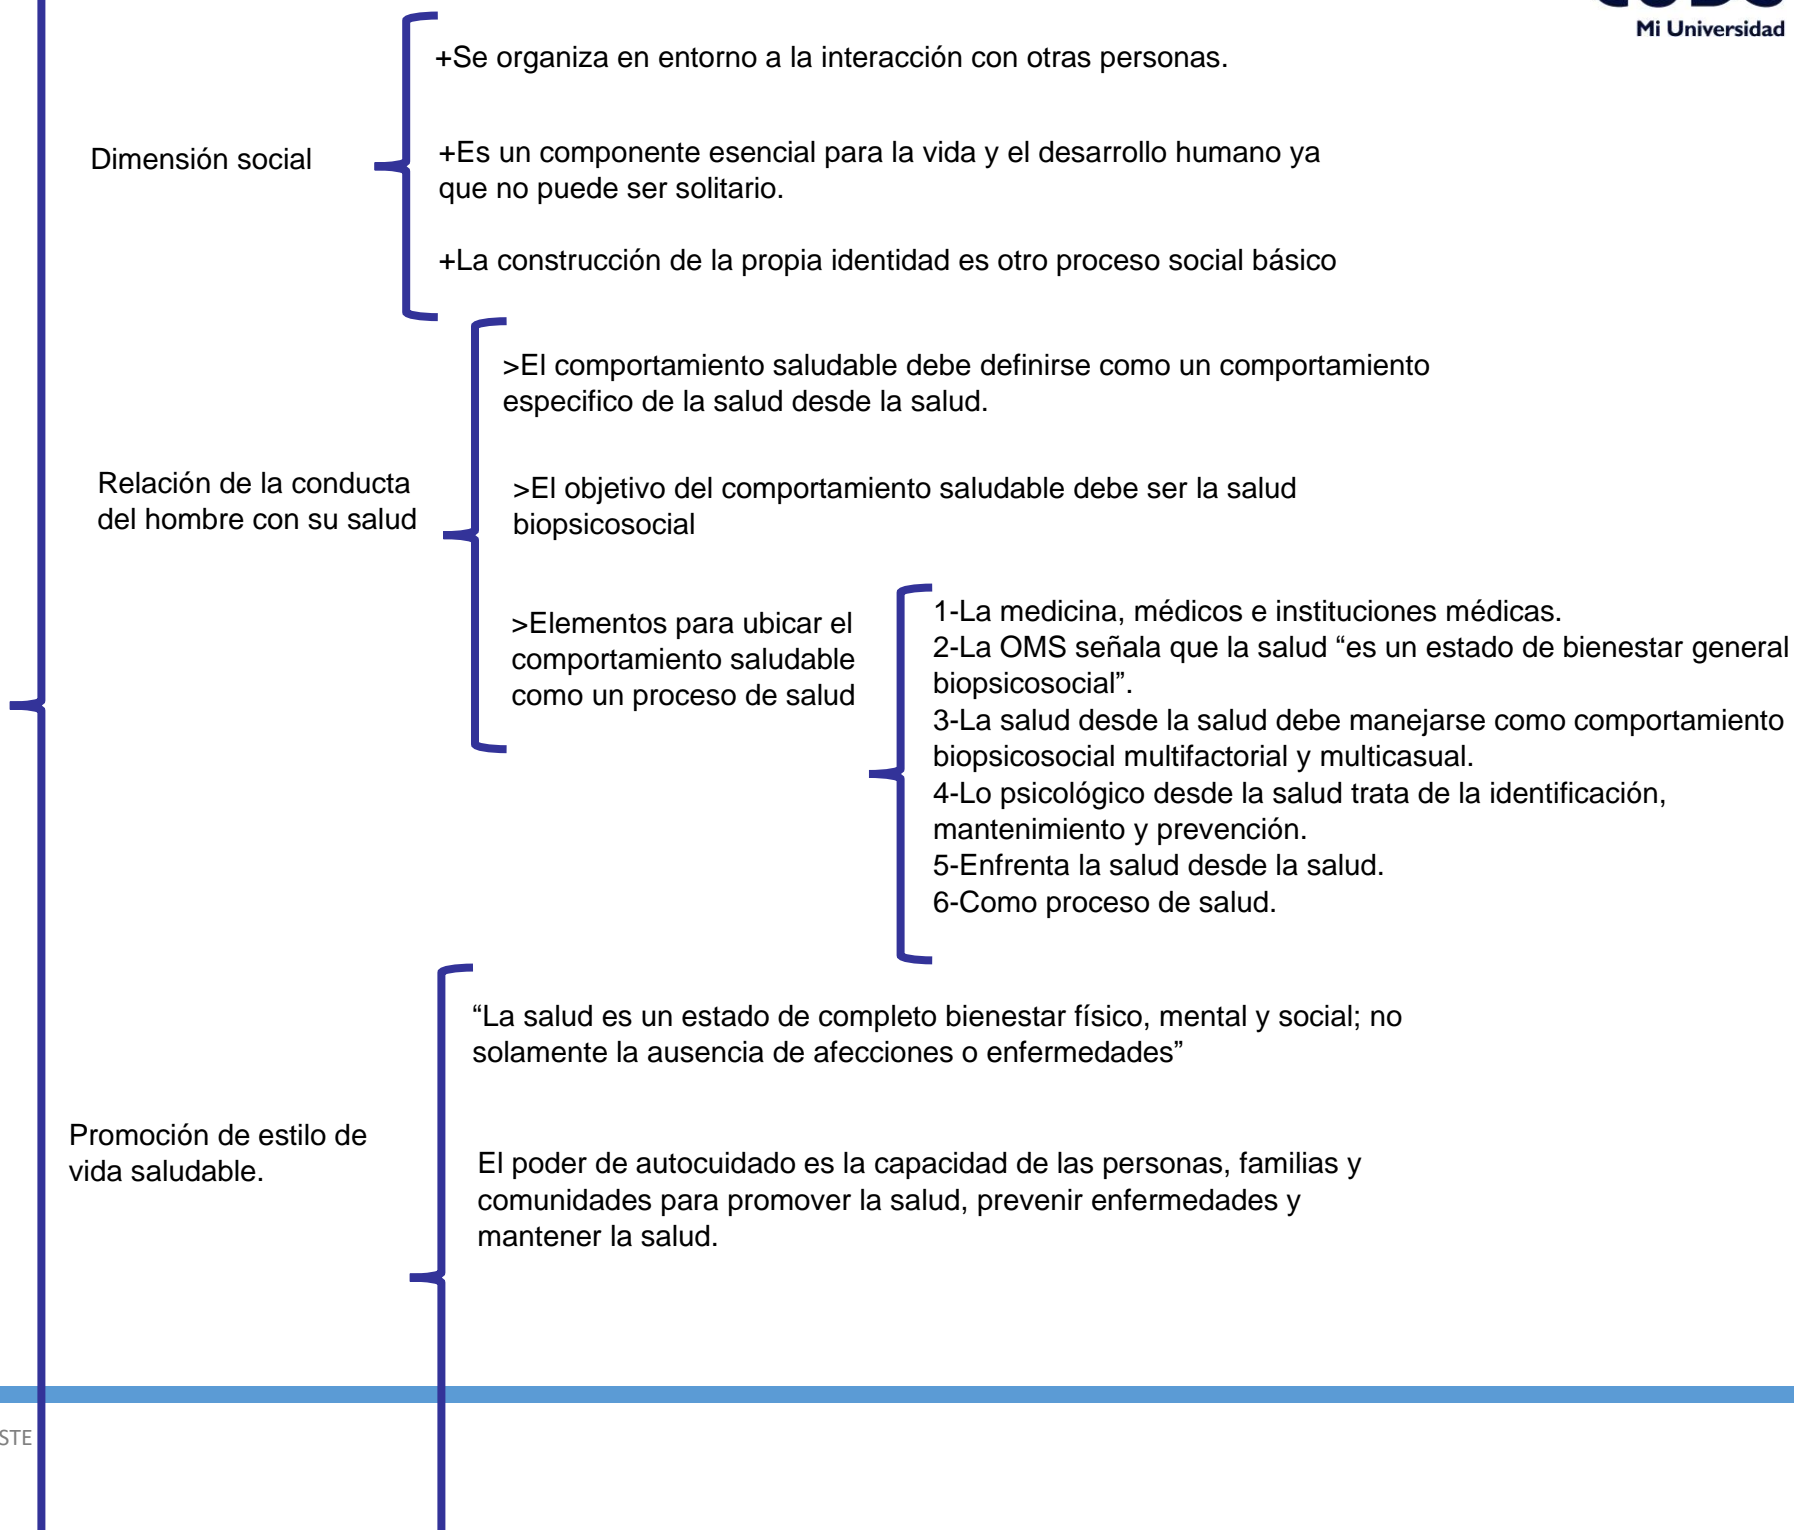 Mi Universidad
+Se organiza en entorno a la interacción con otras personas.
Dimensión social
+Es un componente esencial para la vida y el desarrollo humano ya
que no puede ser solitario.
+La construcción de la propia identidad es otro proceso social básico
>El comportamiento saludable debe definirse como un comportamiento
especifico de la salud desde la salud.
Relación de la conducta
del hombre con su salud
>El objetivo del comportamiento saludable debe ser la salud
biopsicosocial
>Elementos para ubicar el
comportamiento saludable
como un proceso de salud
1-La medicina, médicos e instituciones médicas.
2-La OMS señala que la salud “es un estado de bienestar general
biopsicosocial”.
3-La salud desde la salud debe manejarse como comportamiento
biopsicosocial multifactorial y multicasual.
4-Lo psicológico desde la salud trata de la identificación,
mantenimiento y prevención.
5-Enfrenta la salud desde la salud.
6-Como proceso de salud.
“La salud es un estado de completo bienestar físico, mental y social; no
solamente la ausencia de afecciones o enfermedades”
Promoción de estilo de
vida saludable.
El poder de autocuidado es la capacidad de las personas, familias y
comunidades para promover la salud, prevenir enfermedades y
mantener la salud.
STE